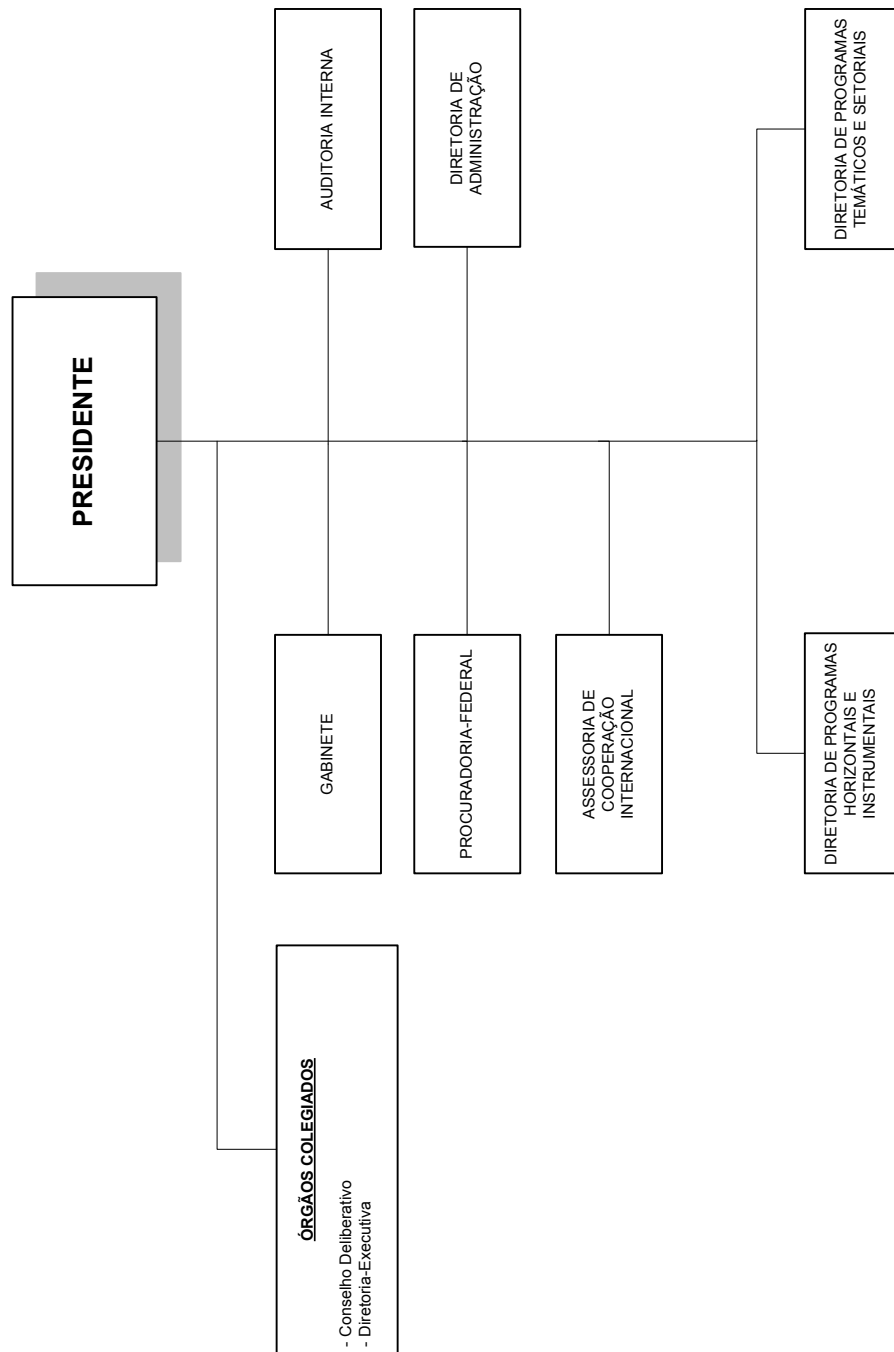 PRESIDENTE
ÓRGÃOS COLEGIADOS
- Conselho Deliberativo
- Diretoria-Executiva
GABINETE
AUDITORIA INTERNA
PROCURADORIA-FEDERAL
DIRETORIA DE
ADMINISTRAÇÃO
ASSESSORIA DE
COOPERAÇÃO
INTERNACIONAL
DIRETORIA DE PROGRAMAS
HORIZONTAIS E
INSTRUMENTAIS
DIRETORIA DE PROGRAMAS
TEMÁTICOS E SETORIAIS